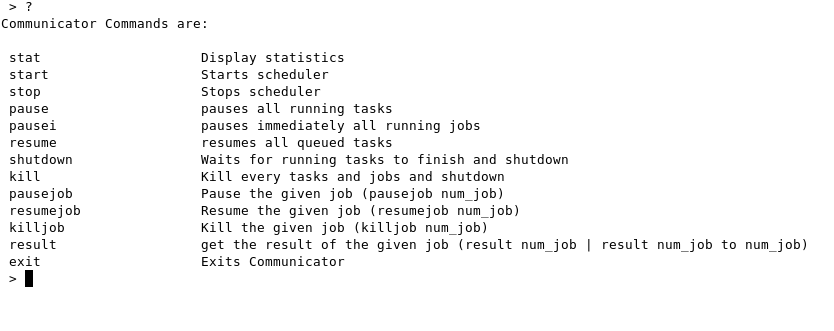 > ?
Communicator Commands are:
stat Display statistics
start Starts scheduler
stop Stops scheduler
pause pauses all running tasks
pausei pauses immediately all running jobs
resume resumes all queued tasks
shutdown Waits for running tasks to finish and shutdown
kill Kill every tasks and jobs and shutdown
pausejob Pause the given job (pausejob num_job)
resumejob Resume the given job (resumejob num_job)
killjob Kill the given job (killjob num_job)
result get the result of the given job (result num_job | result num_job to num_job)
exit Exits Communicator
>